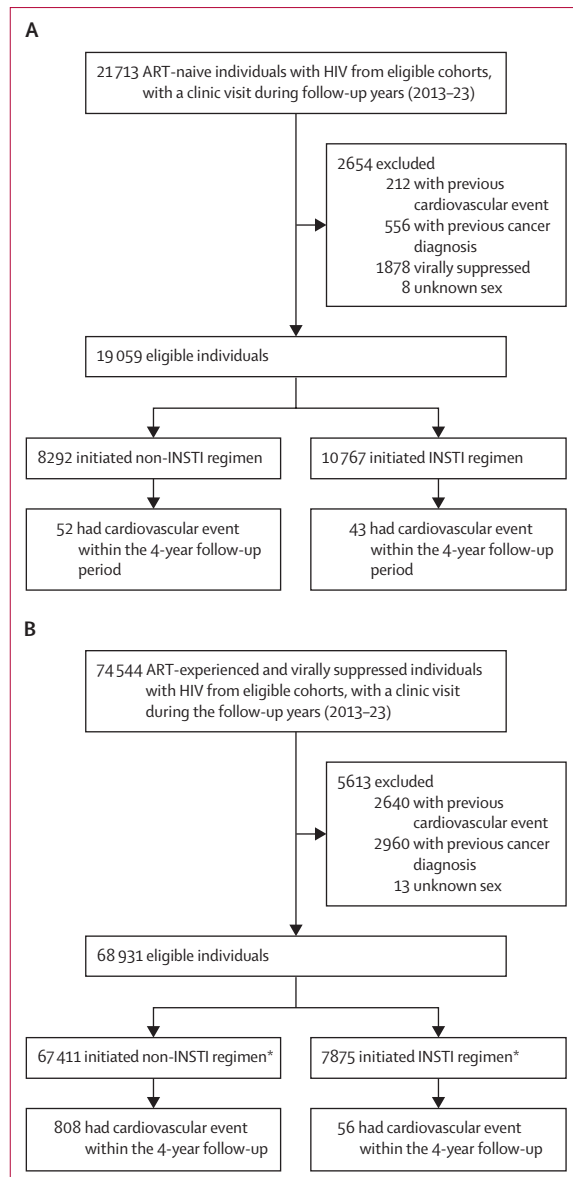 A
21 713 ART-naive individuals with HIV from eligible cohorts,
with a clinic visit during follow-up years (2013–23)
2654 excluded
212 with previous
cardiovascular event
556 with previous cancer
diagnosis
1878 virally suppressed
8 unknown sex
19 059 eligible individuals
8292 initiated non-INSTI regimen
10 767 initiated INSTI regimen
52 had cardiovascular event
within the 4-year follow-up
period
43 had cardiovascular event
within the 4-year follow-up
period
B
74 544 ART-experienced and virally suppressed individuals
with HIV from eligible cohorts, with a clinic visit
during the follow-up years (2013–23)
5613 excluded
2640 with previous
cardiovascular event
2960 with previous cancer
diagnosis
13 unknown sex
68 931 eligible individuals
67 411 initiated non-INSTI regimen*
7875 initiated INSTI regimen*
808 had cardiovascular event
within the 4-year follow-up
56 had cardiovascular event
within the 4-year follow-up